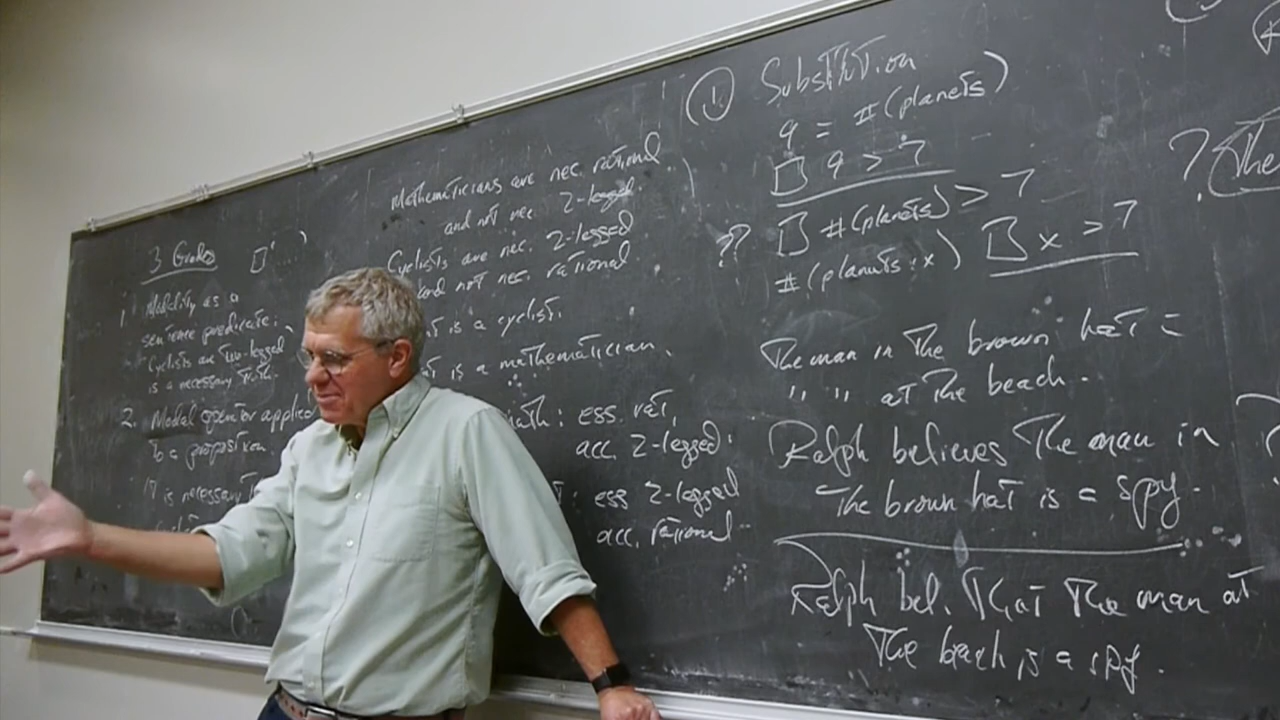 3 Grades □' '
1 Modality as a
sentence predicate:
Cyclists are two-legged
is a necessary truth.
2. Modal operator applied
to a proposition
It is necessary
Mathematicians are nec rational
and not nec. 2-legged
Cyclists are nec. 2-legged
and not nec. rational.
is a cyclist.
is a mathematician.
math: ess. rat,
acc. 2-legged.
: ess 2-legged
acc. rational
① Substitution
9 = #(planets)
□ 9 > 7
?? □ #(planets) > 7
#(planets: x) □ x > 7
The man in the brown hat =
" " at the beach.
Ralph believes the man in
the brown hat is a spy.
Ralph bel. that the man at
the beach is a spy.
? (The